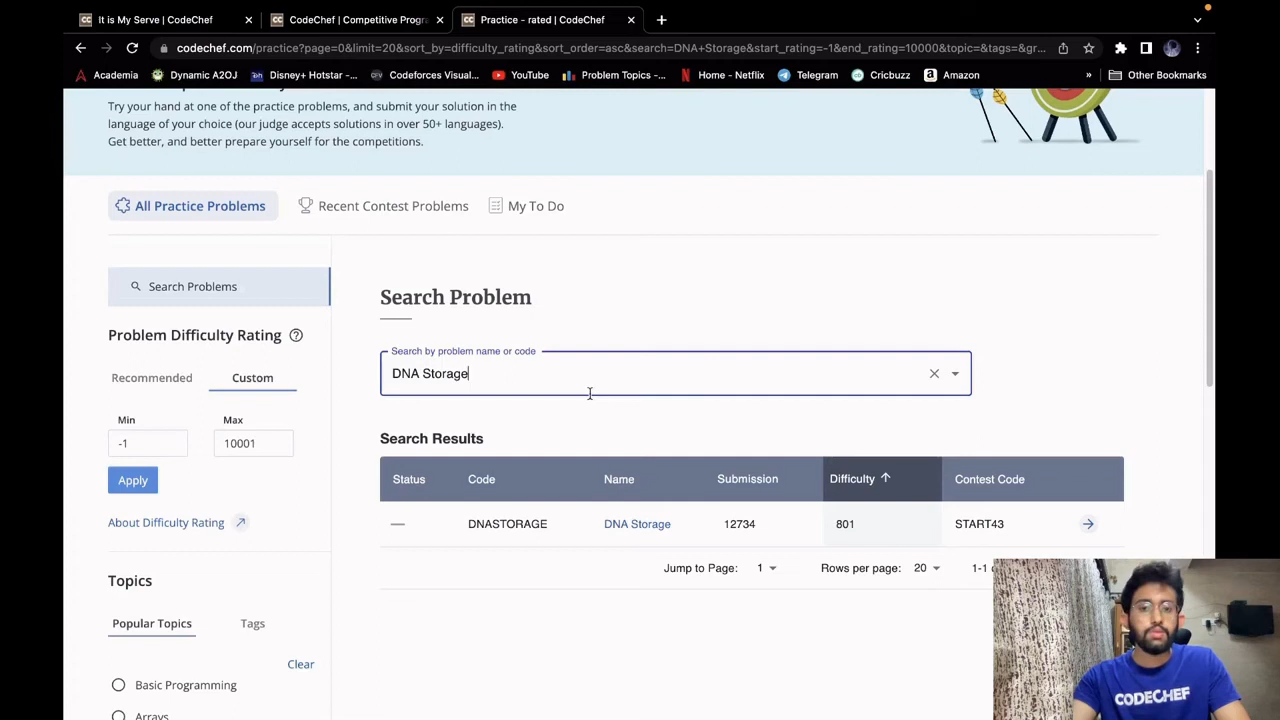 It is My Serve | CodeChef
CodeChef | Competitive Progra
Practice - rated | CodeChef
codechef.com/practice?page=0&limit=20&sort_by=difficulty_rating&sort_order=asc&search=DNA+Storage&start_rating=-1&end_rating=10000&topic=&tags=&gr...
Academia Dynamic A2OJ Disney+ Hotstar -... Codeforces Visual... YouTube Problem Topics -... Home - Netflix Telegram Cricbuzz Amazon » Other Bookmarks
Try your hand at one of the practice problems, and submit your solution in the
language of your choice (our judge accepts solutions in over 50+ languages).
Get better, and better prepare yourself for the competitions.
All Practice Problems Recent Contest Problems My To Do
Search Problems
Problem Difficulty Rating
Recommended Custom
Min Max
-1 10001
Apply
About Difficulty Rating
Topics
Popular Topics Tags
Clear
Basic Programming
Arrays
Search Problem
Search by problem name or code
DNA Storage
Search Results
Status Code Name Submission Difficulty Contest Code
— DNASTORAGE DNA Storage 12734 801 START43
Jump to Page: 1 Rows per page: 20 1-1
CODECHEF